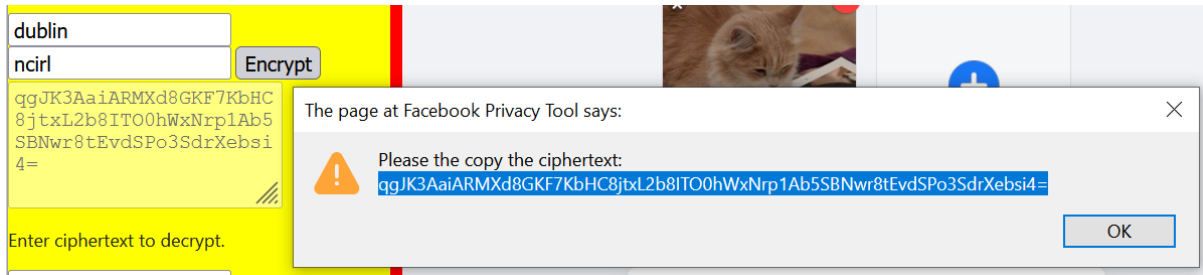 dublin
ncirl
Encrypt
qgJK3AaiARMXd8GKF7KbHC
8jtxL2b8ITO0hWxNrp1Ab5
SBNwr8tEvdSPo3SdrXebsi
4=
Enter ciphertext to decrypt.
The page at Facebook Privacy Tool says:
Please the copy the ciphertext:
qgJK3AaiARMXd8GKF7KbHC8jtxL2b8ITO0hWxNrp1Ab5SBNwr8tEvdSPo3SdrXebsi4=
OK